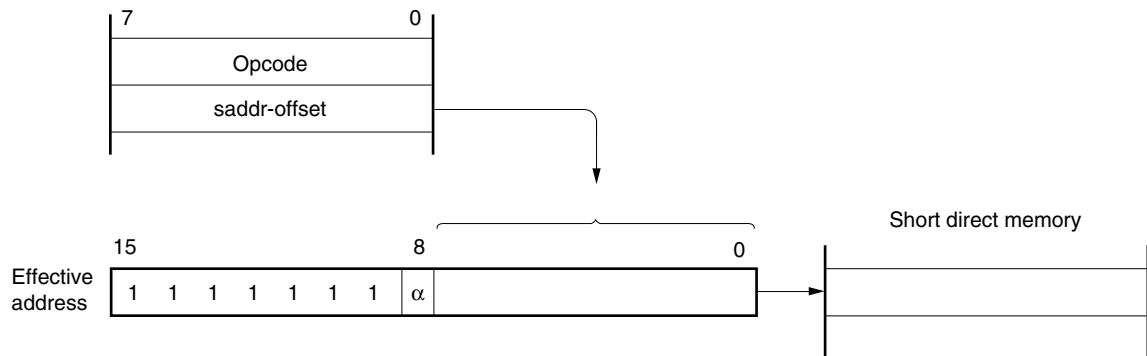 7 0
Opcode
saddr-offset
Short direct memory
15 8 0
Effective
address
1 1 1 1 1 1 1 α